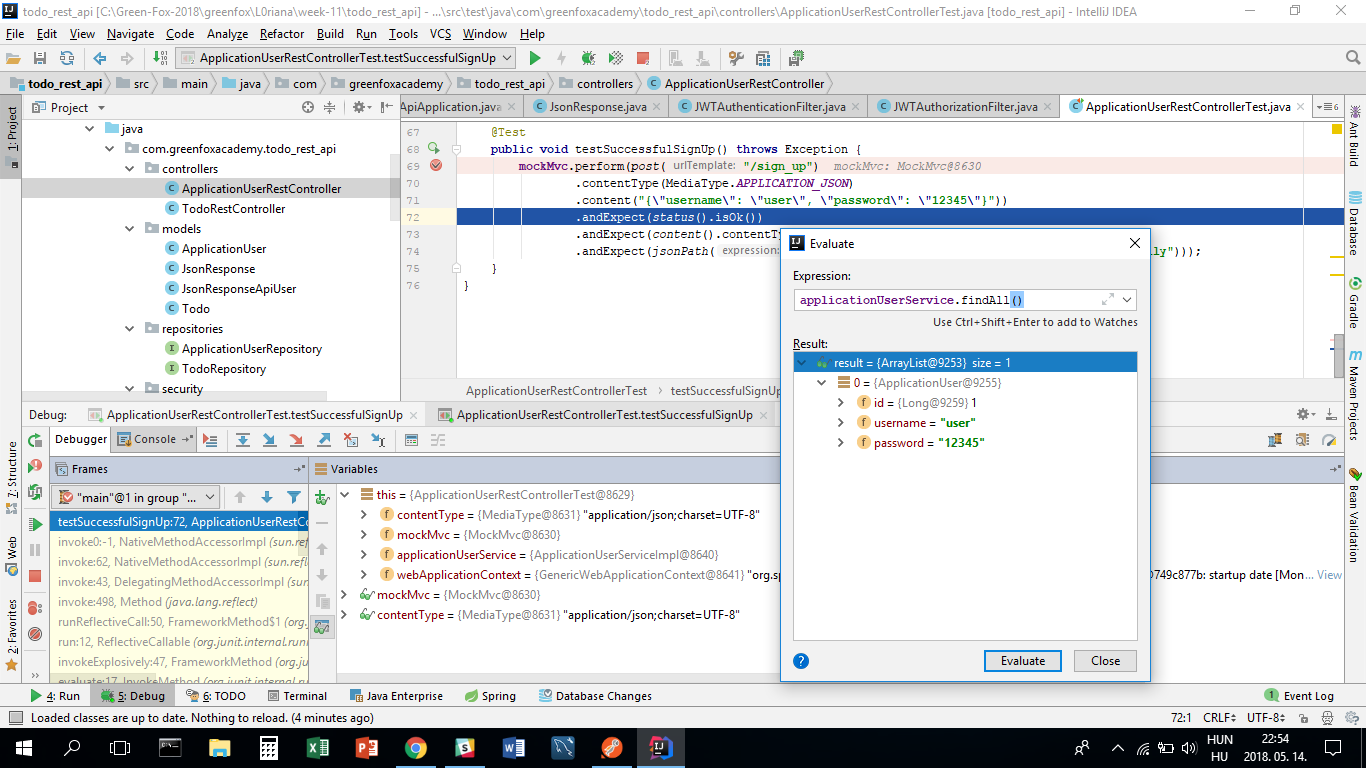 todo_rest_api [C:\Green-Fox-2018\greenfox\L0riana\week-11\todo_rest_api] - ...\src\test\java\com\greenfoxacademy\todo_rest_api\controllers\ApplicationUserRestControllerTest.java [todo_rest_api] - IntelliJ IDEA
File Edit View Navigate Code Analyze Refactor Build Run Tools VCS Window Help
ApplicationUserRestControllerTest.testSuccessfulSignUp
todo_rest_api src main java com greenfoxacademy todo_rest_api controllers ApplicationUserRestController
Project
ApiApplication.java JsonResponse.java JWTAuthenticationFilter.java JWTAuthorizationFilter.java ApplicationUserRestControllerTest.java 6
1: Project
7: Structure
Web
2: Favorites
java
com.greenfoxacademy.todo_rest_api
controllers
ApplicationUserRestController
TodoRestController
models
ApplicationUser
JsonResponse
JsonResponseApiUser
Todo
repositories
ApplicationUserRepository
TodoRepository
security
67 @Test
68 public void testSuccessfulSignUp() throws Exception {
69 mockMvc.perform(post( urlTemplate: "/sign_up") mockMvc: MockMvc@8630
70 .contentType(MediaType.APPLICATION_JSON)
71 .content("{\"username\": \"user\", \"password\": \"12345\"}"))
72 .andExpect(status().isOk())
73 .andExpect(content().contentTy
74 .andExpect(jsonPath( expression: lly")));
75 }
76 }
ApplicationUserRestControllerTest testSuccessfulSignUp
Ant Build
Database
Gradle
Maven Projects
Bean Validation
Evaluate
Expression:
applicationUserService.findAll()
Use Ctrl+Shift+Enter to add to Watches
Result:
result = {ArrayList@9253} size = 1
0 = {ApplicationUser@9255}
id = {Long@9259} 1
username = "user"
password = "12345"
Evaluate Close
Debug: ApplicationUserRestControllerTest.testSuccessfulSignUp ApplicationUserRestControllerTest.testSuccessfulSignUp
Debugger Console
Frames
"main"@1 in group "...
testSuccessfulSignUp:72, ApplicationUserRestCo
invoke0:-1, NativeMethodAccessorImpl (sun.refl
invoke:62, NativeMethodAccessorImpl (sun.refle
invoke:43, DelegatingMethodAccessorImpl (sun
invoke:498, Method (java.lang.reflect)
runReflectiveCall:50, FrameworkMethod$1 (org.
run:12, ReflectiveCallable (org.junit.internal.runn
invokeExplosively:47, FrameworkMethod (org.ju
evaluate:17, InvokeMethod (org.junit.internal.run
Variables
this = {ApplicationUserRestControllerTest@8629}
contentType = {MediaType@8631} "application/json;charset=UTF-8"
mockMvc = {MockMvc@8630}
applicationUserService = {ApplicationUserServiceImpl@8640}
webApplicationContext = {GenericWebApplicationContext@8641} "org.sp 749c877b: startup date [Mon... View
mockMvc = {MockMvc@8630}
contentType = {MediaType@8631} "application/json;charset=UTF-8"
4: Run 5: Debug 6: TODO Terminal Java Enterprise Spring Database Changes 1 Event Log
Loaded classes are up to date. Nothing to reload. (4 minutes ago) 72:1 CRLF UTF-8
HUN
HU
22:54
2018. 05. 14.